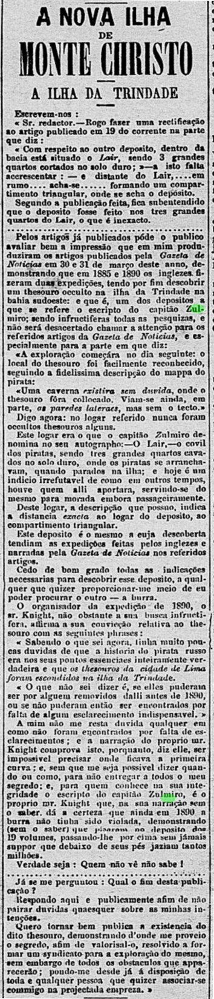 A NOVA ILHA
DE
MONTE CHRISTO
A ILHA DA TRINDADE
Escrevem-nos :
« Sr. redactor.—Rogo fazer uma rectificação
ao artigo publicado em 19 do corrente na parte
que diz :
« Com respeito ao outro deposito, dentro da
bacia está situado o Lair, sendo 3 grandes
quartos cortados no solo duro; »—a isto falta
accrescentar : — e distante do Lair,....em
rumo.... acha-se...... formando um compar-
timento triangular, onde se acha o deposito.
Segundo a publicação feita, fica subentendido
que o deposito fosse feito nos tres grandes
quartos do Lair, o que é inexacto.
Pelos artigos já publicados póde o publico
avaliar bem a impressão que em mim produ-
ziram os artigos publicados pela Gazeta de
Noticias em 30 e 31 de março deste anno, de-
monstrando que em 1885 e 1890 os inglezes fi-
zeram duas expedições, tendo por fim descobrir
um thesouro occulto na ilha da Trindade na
bahia sudoeste: e que é, um dos depositos a
que se refere o escripto do capitão Zul-
miro; sendo infructiferas todas as pesquizas, e
não será desacertado chamar a attenção para os
referidos artigos da Gazeta de Noticias, e es-
pecialmente para a parte em que diz:
«A exploração começára no dia seguinte: o
local do thesouro foi facilmente reconhecido,
seguindo a fidelissima descripção do mappa do
pirata:
«Uma caverna existira sem duvida, onde o
thesouro fôra collocado. Viam-se ainda, em
parte, as paredes lateraes, mas sem o tecto.»
Digo agora: no logar referido nunca foram
occultos thesouros alguns.
Este logar era o que o capitão Zulmiro de-
nomina no seu autographo:—O Lair,—o covil
dos piratas, sendo tres grandes quartos cava-
dos no solo duro, onde os piratas se arrancha-
vam, quando parados na ilha; e hoje é um
indicio irrefutavel de como em outros tempos,
houve quem alli aportara, servindo-se do
mesmo para morada embora passageiramente.
Deste logar, a descripção que possuo, indica
a distancia exacta ao logar do deposito, ao
compartimento triangular.
Este deposito é o mesmo a cuja descoberta
tendiam as expedições feitas pelos inglezes e
narradas pela Gazeta de Noticias nos referidos
artigos.
Cedo de bom grado todas as indicações
necessarias para descobrir esse deposito, a qual-
quer que quizer proporcionar-me meio de eu
poder procurar o outro — a burra.
O organisador da expedição de 1890, o
sr. Knight, não obstante a sua busca infructi-
fera, affirma a sua convicção relativa ao the-
souro com as seguintes phrases :
« Sabendo o que sei agora, tinha muito pou-
cas duvidas de que a historia do pirata russo
era nos seus pontos essenciaes inteiramente ver-
dadeira e que os thesouros da cidade de Lima
foram escondidos na ilha da Trindade.
« O que não sei dizer é, se elles puderam
ser por alguem removidos dalli antes de 1890,
ou se não puderam então ser encontrados por
falta de algum esclarecimento indispensavel. »
A mim não me resta duvida qualquer em
como não foram encontrados por falta de es-
clarecimentos ; e a narração do proprio mr.
Knight comprova isto, porquanto, diz elle, ser
impossivel precisar onde ficava a primeira
curva ; e, sem que me seja possivel dizer quan-
do ou como, para não entregar a todos o meu
segredo; e, para quem conhece na sua inte-
gridade o escripto do capitão Zulmiro, é o
proprio mr. Knight que, na sua narração sem
o saber, dá a certeza que ainda em 1890 a
burra não tinha sido violada, demonstrando
(sem o saber) que pisaram no deposito dos
19 volumes, passando-lhe por cima sem jámais
suppor que debaixo de seus pés jaziam tantos
milhões.
Verdade seja : Quem não vê não sabe !
Já se me perguntou : Qual o fim desta publi-
cação ?
Respondo aqui e publicamente afim de não
pairar duvidas quaesquer sobre as minhas in-
tenções.
Quero tornar bem publica a existencia do
dito thesouro, demonstrando d'onde me proveio
o segredo, afim de valorisal-o, resolvido a for-
mar um syndicato para a exploração do mesmo,
sem embargo de todos os obstaculos que appa-
recerão ; pondo-me desde já á disposição de
toda e qualquer pessoa que quizer associar-se
commigo na projectada empreza. »